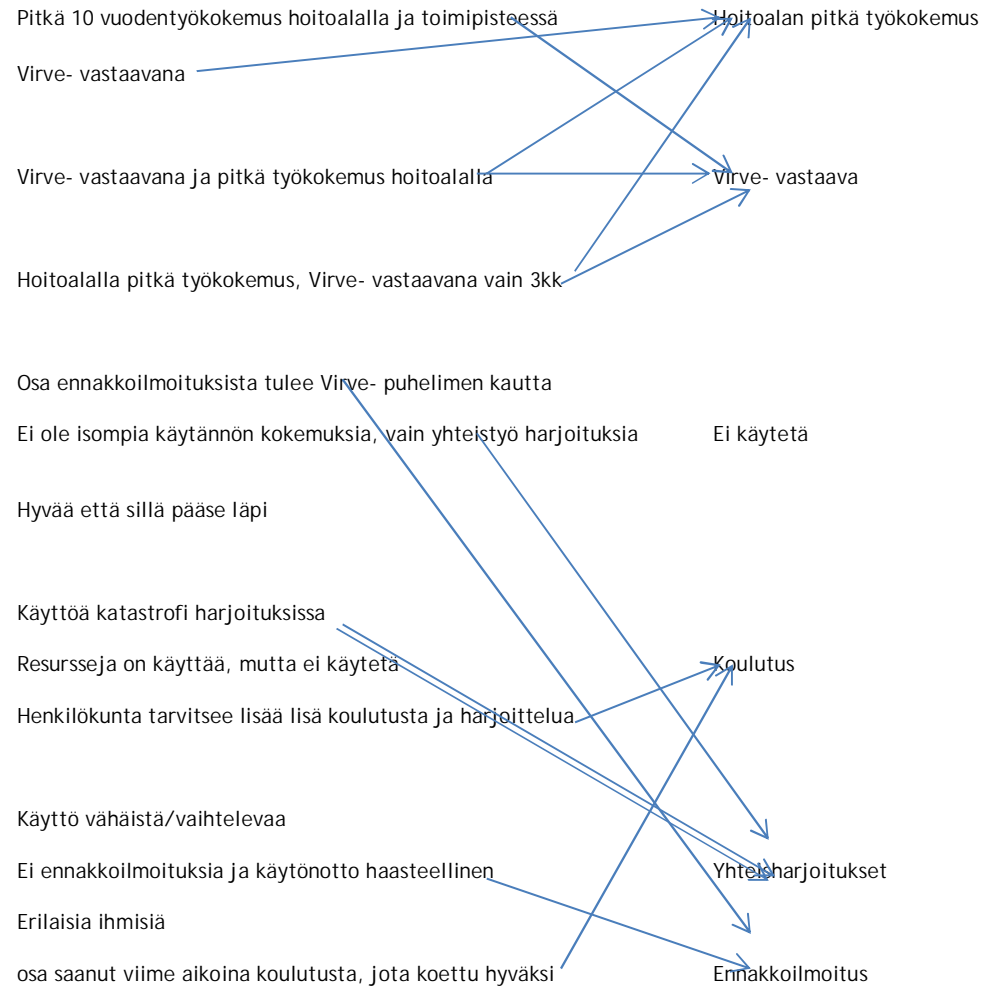 Pitkä 10 vuodentyökokemus hoitoalalla ja toimipisteessä Hoitoalan pitkä työkokemus
Virve- vastaavana
Virve- vastaavana ja pitkä työkokemus hoitoalalla Virve- vastaava
Hoitoalalla pitkä työkokemus, Virve- vastaavana vain 3kk
Osa ennakkoilmoituksista tulee Virve- puhelimen kautta
Ei ole isompia käytännön kokemuksia, vain yhteistyö harjoituksia Ei käytetä
Hyvää että sillä pääse läpi
Käyttöä katastrofi harjoituksissa
Resursseja on käyttää, mutta ei käytetä Koulutus
Henkilökunta tarvitsee lisää lisä koulutusta ja harjoittelua
Käyttö vähäistä/vaihtelevaa
Ei ennakkoilmoituksia ja käytönotto haasteellinen Yhteisharjoitukset
Erilaisia ihmisiä
osa saanut viime aikoina koulutusta, jota koettu hyväksi Ennakkoilmoitus